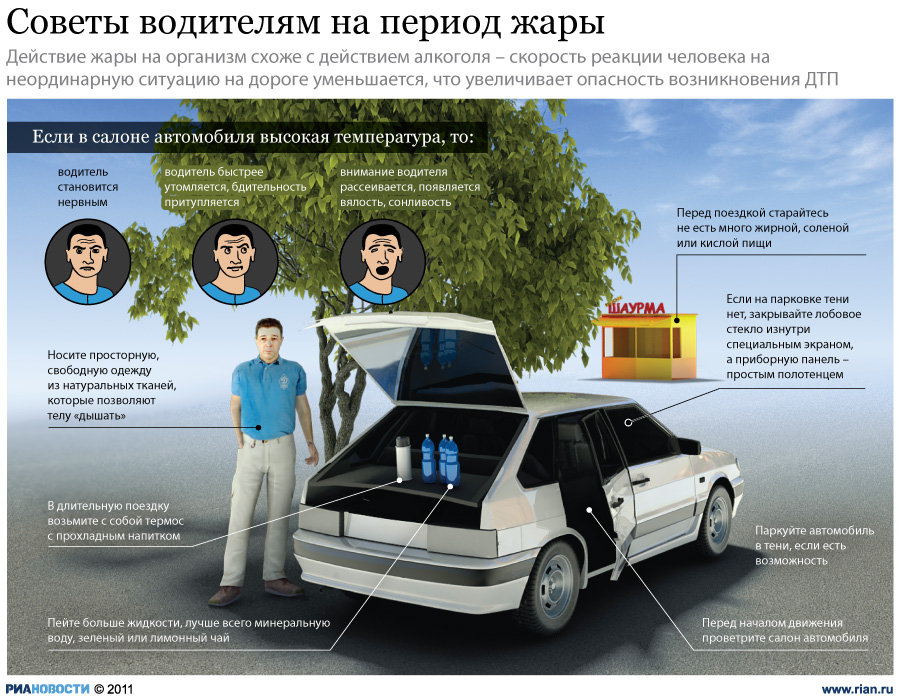 Советы водителям на период жары
Действие жары на организм схоже с действием алкоголя – скорость реакции человека на
неординарную ситуацию на дороге уменьшается, что увеличивает опасность возникновения ДТП
Если в салоне автомобиля высокая температура, то:
водитель
становится
нервным
водитель быстрее
утомляется, бдительность
притупляется
внимание водителя
рассеивается, появляется
вялость, сонливость
Перед поездкой старайтесь
не есть много жирной, соленой
или кислой пищи
ШАУРМА
Если на парковке тени
нет, закрывайте лобовое
стекло изнутри
специальным экраном,
а приборную панель –
простым полотенцем
Носите просторную,
свободную одежду
из натуральных тканей,
которые позволяют
телу «дышать»
В длительную поездку
возьмите с собой термос
с прохладным напитком
Паркуйте автомобиль
в тени, если есть
возможность
Пейте больше жидкости, лучше всего минеральную
воду, зеленый или лимонный чай
Перед началом движения
проветрите салон автомобиля
РИАНОВОСТИ © 2011
www.rian.ru